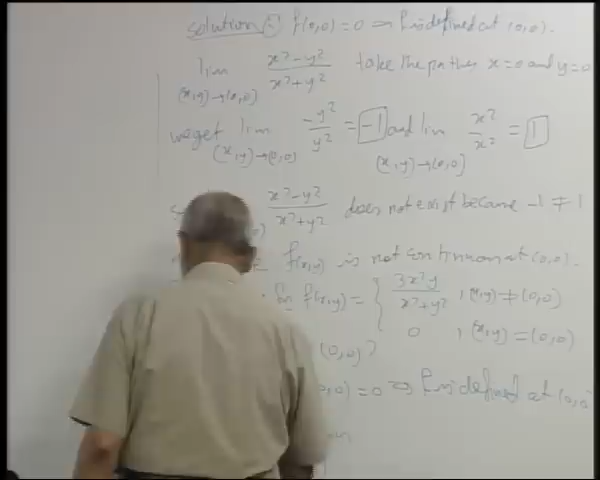 solution :- f(0,0) = 0 ⇒ f is defined at (0,0).
lim (x,y)→(0,0) x²-y² / x²+y² take the paths x=0 and y=0
we get lim (x,y)→(0,0) -y²/y² = -1 and lim (x,y)→(0,0) x²/x² = 1
x²-y² / x²+y² does not exist because -1 ≠ 1
f(x,y) is not continuous at (0,0).
f(x,y) = { 3x²y / x²+y² , (x,y) ≠ (0,0)
0 , (x,y) = (0,0)
(0,0)?
,0) = 0 ⇒ f is defined at (0,0